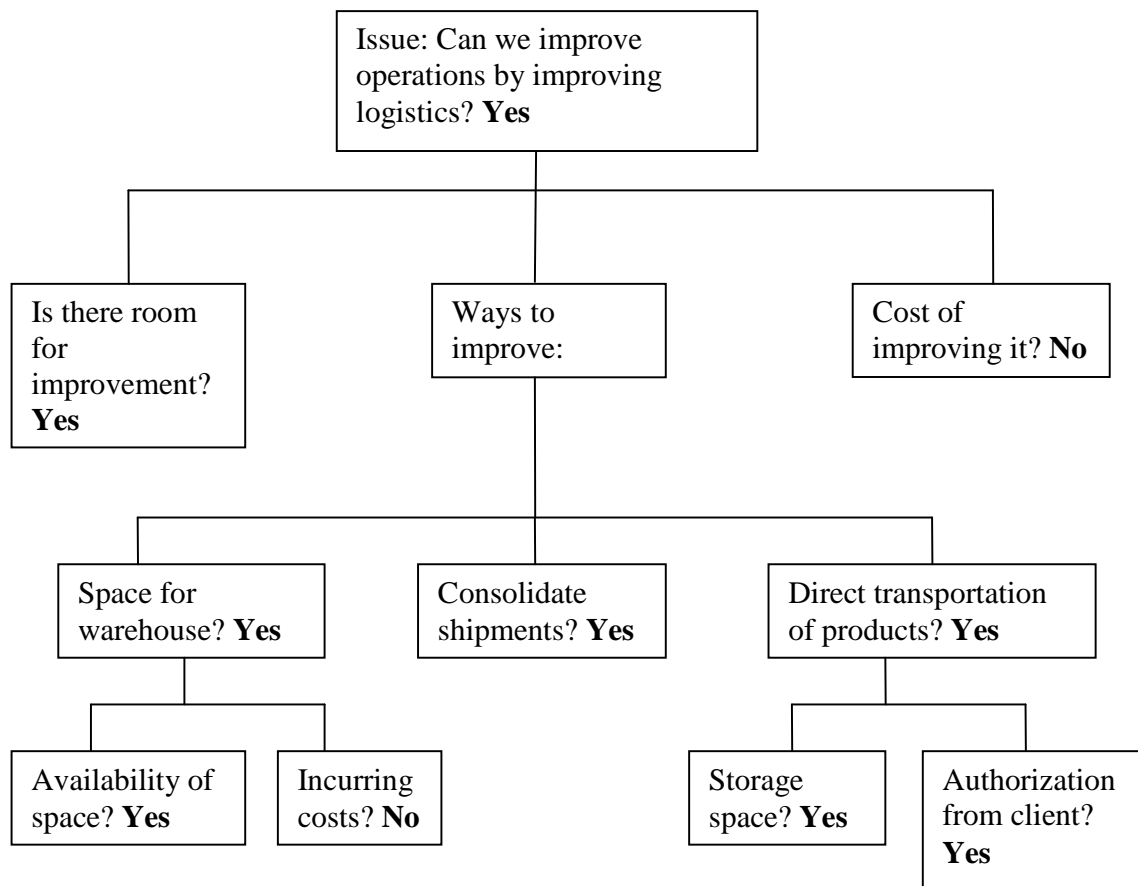 Issue: Can we improve
operations by improving
logistics? Yes
Is there room
for
improvement?
Yes
Ways to
improve:
Cost of
improving it? No
Space for
warehouse? Yes
Consolidate
shipments? Yes
Direct transportation
of products? Yes
Availability of
space? Yes
Incurring
costs? No
Storage
space? Yes
Authorization
from client?
Yes